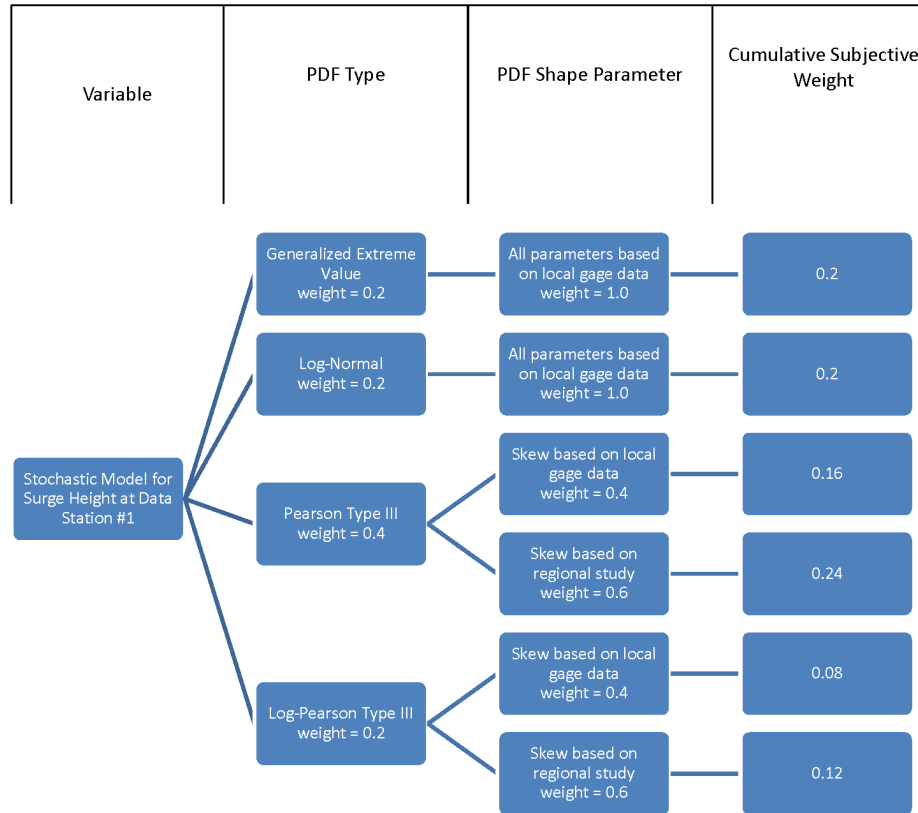 Variable
PDF Type
PDF Shape Parameter
Cumulative Subjective
Weight
Generalized Extreme
Value
weight = 0.2
All parameters based
on local gage data
weight = 1.0
0.2
Log-Normal
weight = 0.2
All parameters based
on local gage data
weight = 1.0
0.2
Stochastic Model for
Surge Height at Data
Station #1
Pearson Type III
weight = 0.4
Skew based on local
gage data
weight = 0.4
0.16
Skew based on
regional study
weight = 0.6
0.24
Log-Pearson Type III
weight = 0.2
Skew based on local
gage data
weight = 0.4
0.08
Skew based on
regional study
weight = 0.6
0.12